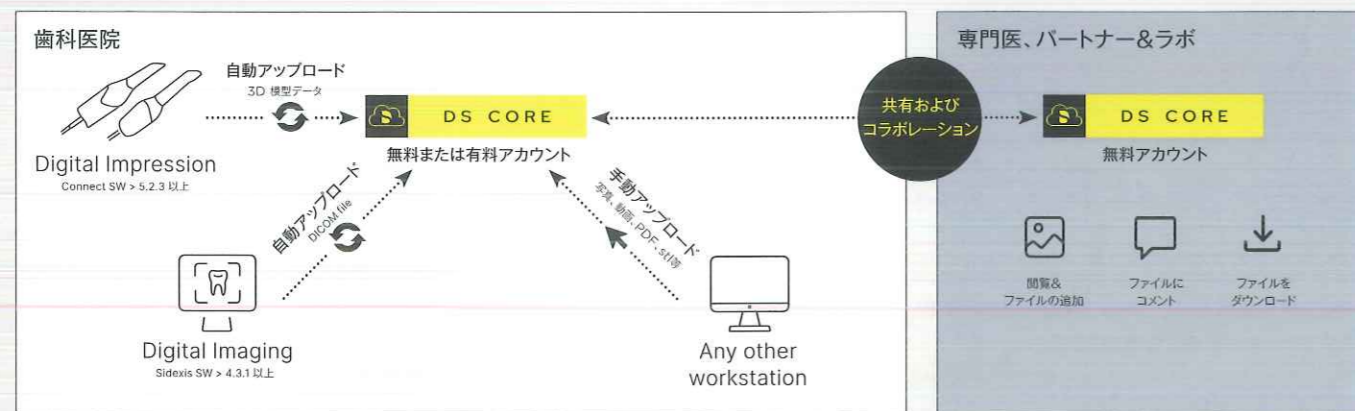 歯科医院
自動アップロード
3D 模型データ
DS CORE
無料または有料アカウント
Digital Impression
Connect SW > 5.2.3 以上
自動アップロード*
DICOM file
手動アップロード
写真、動画、PDF、stl等
Digital Imaging
Sidexis SW > 4.3.1 以上
Any other
workstation
共有および
コラボレーション
専門医、パートナー&ラボ
DS CORE
無料アカウント
閲覧&
ファイルの追加
ファイルに
コメント
ファイルを
ダウンロード